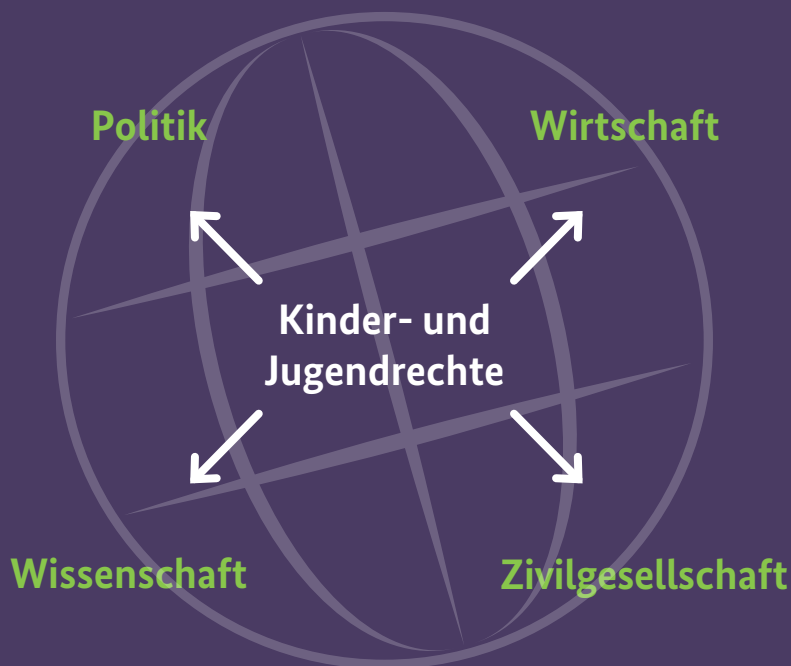 Politik
Wirtschaft
Kinder- und
Jugendrechte
Wissenschaft
Zivilgesellschaft